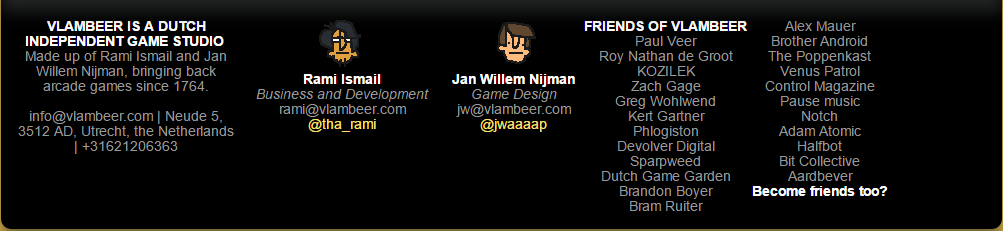 VLAMBEER IS A DUTCH
INDEPENDENT GAME STUDIO
Made up of Rami Ismail and Jan
Willem Nijman, bringing back
arcade games since 1764.
info@vlambeer.com | Neude 5,
3512 AD, Utrecht, the Netherlands
| +31621206363
Rami Ismail
Business and Development
rami@vlambeer.com
@tha_rami
Jan Willem Nijman
Game Design
jw@vlambeer.com
@jwaaaap
FRIENDS OF VLAMBEER
Paul Veer
Roy Nathan de Groot
KOZILEK
Zach Gage
Greg Wohlwend
Kert Gartner
Phlogiston
Devolver Digital
Sparpweed
Dutch Game Garden
Brandon Boyer
Bram Ruiter
Alex Mauer
Brother Android
The Poppenkast
Venus Patrol
Control Magazine
Pause music
Notch
Adam Atomic
Halfbot
Bit Collective
Aardbever
Become friends too?